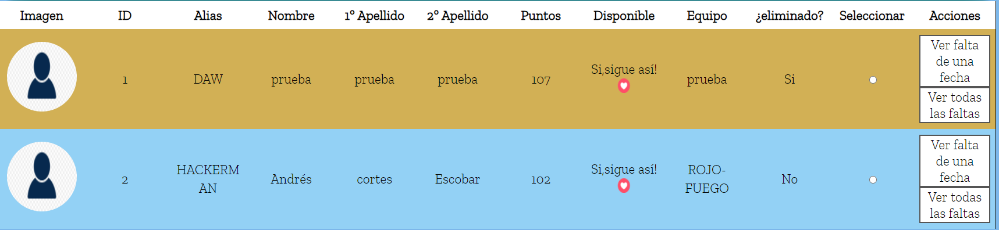 Imagen ID Alias Nombre 1º Apellido 2º Apellido Puntos Disponible Equipo ¿eliminado? Seleccionar Acciones
1 DAW prueba prueba prueba 107 Si,sigue así! prueba Si
Ver falta
de una
fecha
Ver todas
las faltas
2 HACKERM
AN
Andrés cortes Escobar 102 Si,sigue así! ROJO-
FUEGO
No
Ver falta
de una
fecha
Ver todas
las faltas